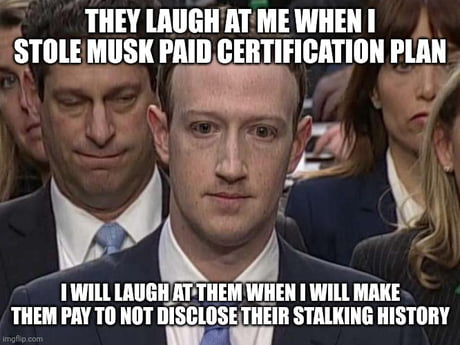 THEY LAUGH AT ME WHEN I
STOLE MUSK PAID CERTIFICATION PLAN
I WILL LAUGH AT THEM WHEN I WILL MAKE
THEM PAY TO NOT DISCLOSE THEIR STALKING HISTORY
imgflip.com